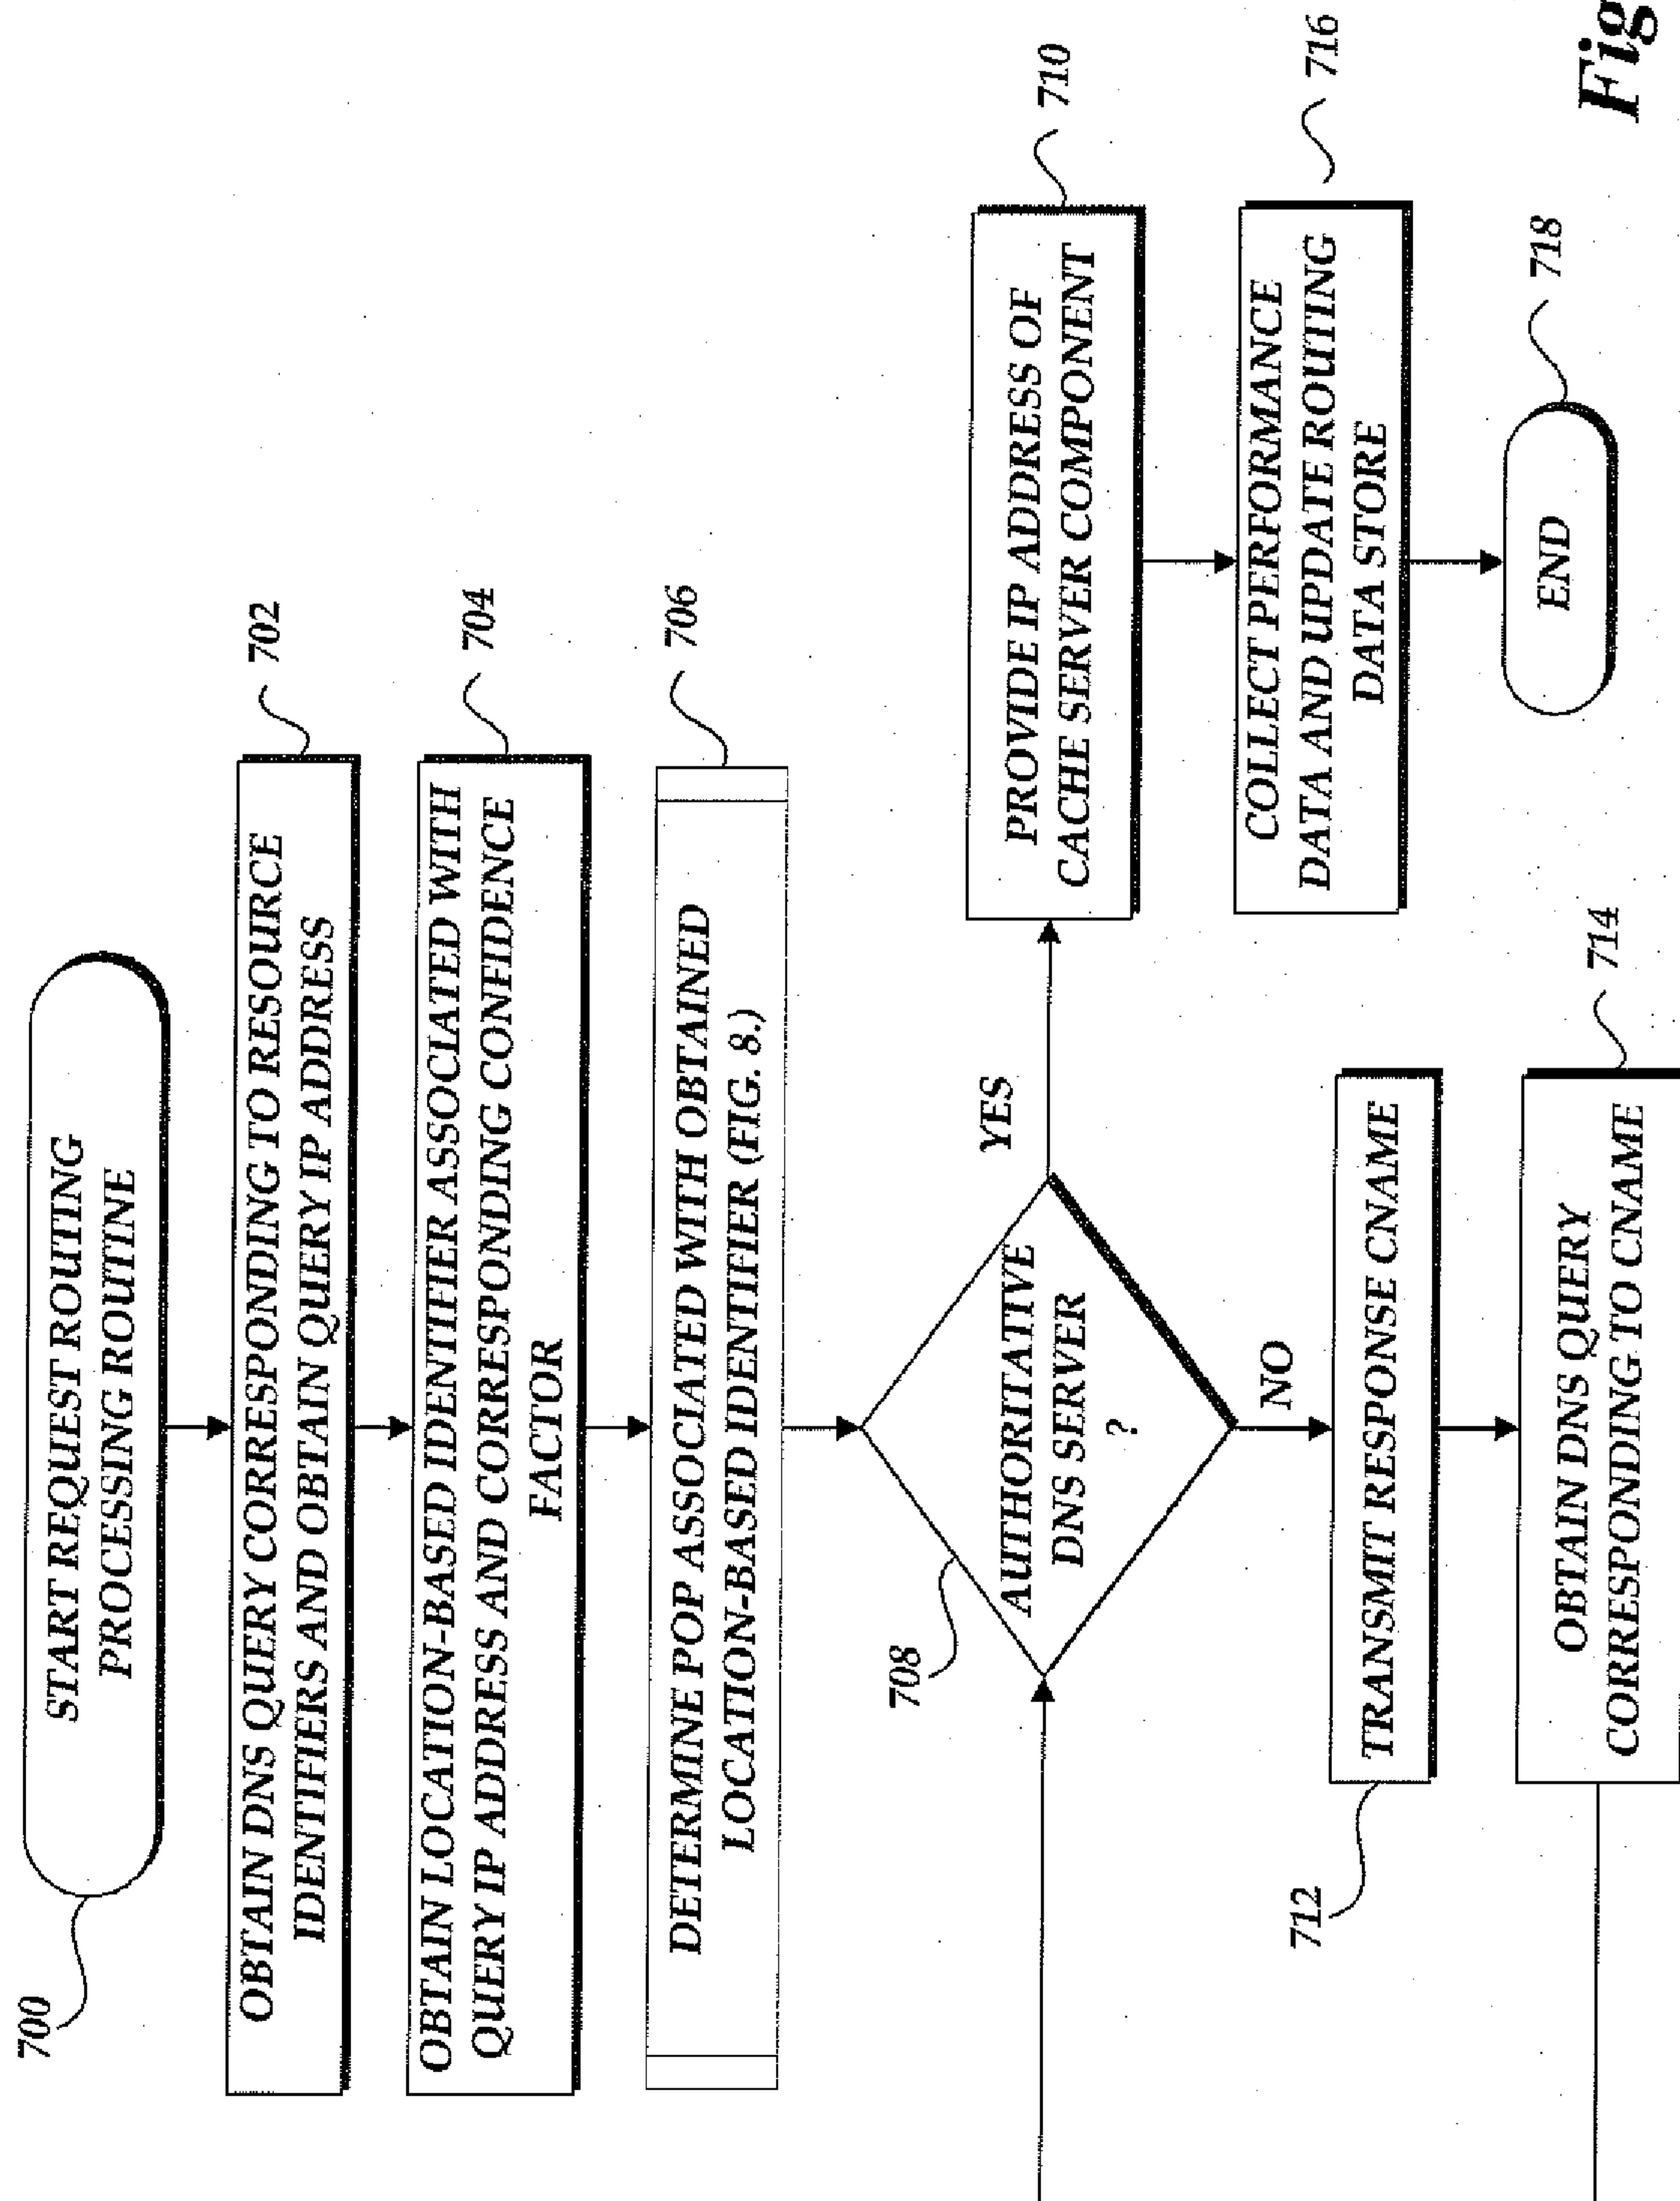 700
START REQUEST ROUTING
PROCESSING ROUTINE
OBTAIN DNS QUERY CORRESPONDING TO RESOURCE
IDENTIFIERS AND OBTAIN QUERY IP ADDRESS
702
OBTAIN LOCATION-BASED IDENTIFIER ASSOCIATED WITH
QUERY IP ADDRESS AND CORRESPONDING CONFIDENCE
FACTOR
704
DETERMINE POP ASSOCIATED WITH OBTAINED
LOCATION-BASED IDENTIFIER (FIG. 8.)
706
708
AUTHORITATIVE
DNS SERVER
?
YES
PROVIDE IP ADDRESS OF
CACHE SERVER COMPONENT
710
NO
712
TRANSMIT RESPONSE CNAME
COLLECT PERFORMANCE
DATA AND UPDATE ROUTING
DATA STORE
716
OBTAIN DNS QUERY
CORRESPONDING TO CNAME
714
END
718
Fig